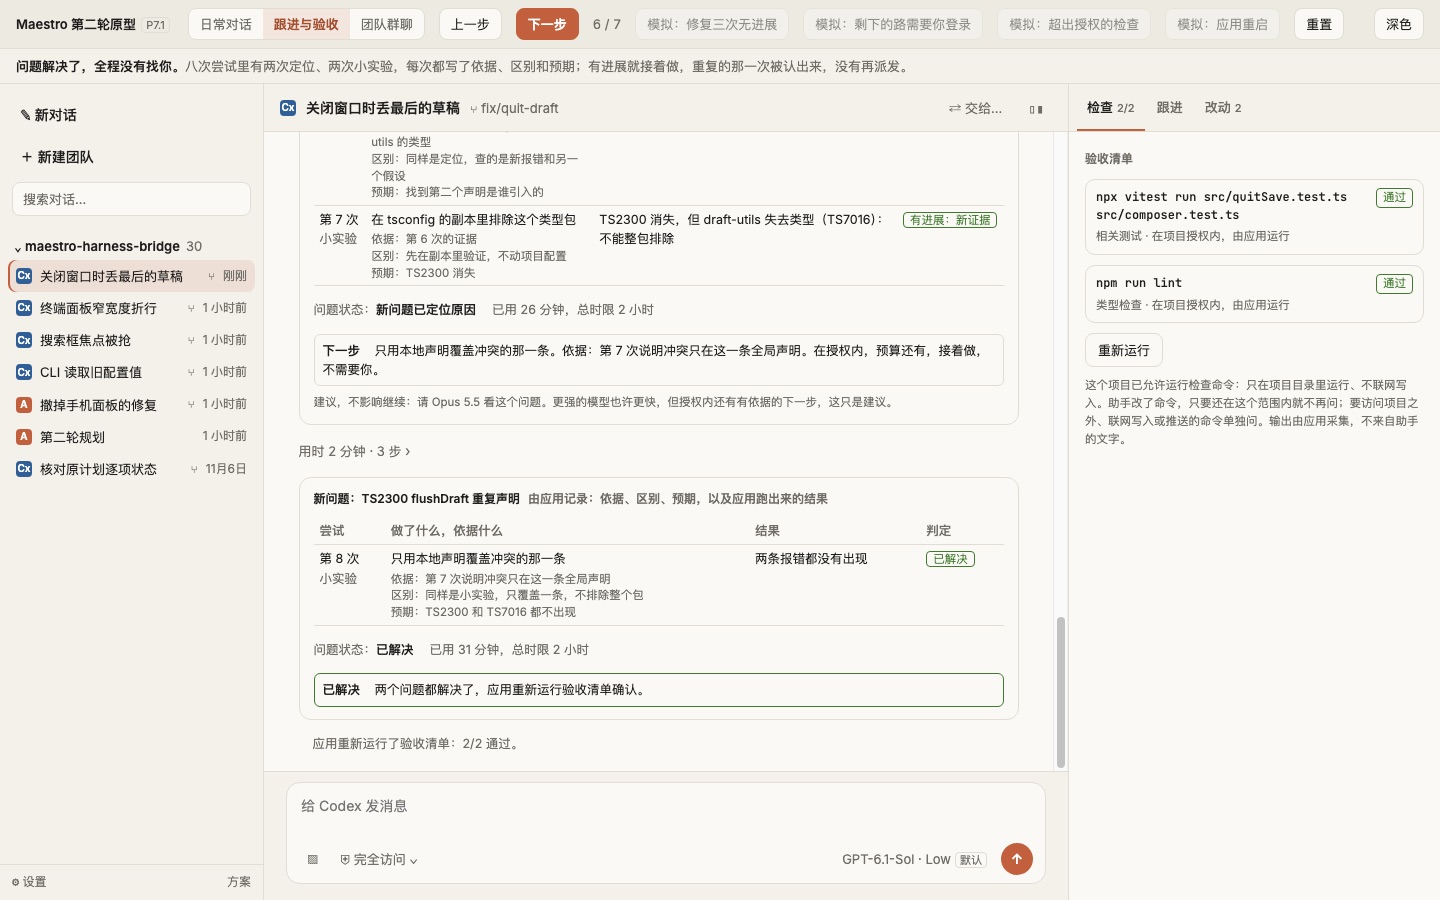 Maestro 第二轮原型 P7.1 日常对话 跟进与验收 团队群聊 上一步 下一步 6 / 7 模拟：修复三次无进展 模拟：剩下的路需要你登录 模拟：超出授权的检查 模拟：应用重启 重置 深色
问题解决了，全程没有找你。八次尝试里有两次定位、两次小实验，每次都写了依据、区别和预期；有进展就接着做，重复的那一次被认出来，没有再派发。
新对话
新建团队
搜索对话...
maestro-harness-bridge 30
Cx 关闭窗口时丢最后的草稿 刚刚
Cx 终端面板窄宽度折行 1 小时前
Cx 搜索框焦点被抢 1 小时前
Cx CLI 读取旧配置值 1 小时前
A 撤掉手机面板的修复 1 小时前
A 第二轮规划 1 小时前
Cx 核对原计划逐项状态 11月6日
设置 方案
Cx 关闭窗口时丢最后的草稿 fix/quit-draft 交给...
utils 的类型
区别：同样是定位，查的是新报错和另一
个假设
预期：找到第二个声明是谁引入的
第 7 次 在 tsconfig 的副本里排除这个类型包 TS2300 消失，但 draft-utils 失去类型（TS7016）： 有进展：新证据
小实验 依据：第 6 次的证据 不能整包排除
区别：先在副本里验证，不动项目配置
预期：TS2300 消失
问题状态：新问题已定位原因 已用 26 分钟，总时限 2 小时
下一步 只用本地声明覆盖冲突的那一条。依据：第 7 次说明冲突只在这一条全局声明。在授权内，预算还有，接着做，
不需要你。
建议，不影响继续：请 Opus 5.5 看这个问题。更强的模型也许更快，但授权内还有有依据的下一步，这只是建议。
用时 2 分钟 · 3 步 ›
新问题：TS2300 flushDraft 重复声明 由应用记录：依据、区别、预期，以及应用跑出来的结果
尝试 做了什么，依据什么 结果 判定
第 8 次 只用本地声明覆盖冲突的那一条 两条报错都没有出现 已解决
小实验 依据：第 7 次说明冲突只在这一条全局声明
区别：同样是小实验，只覆盖一条，不排除整个包
预期：TS2300 和 TS7016 都不出现
问题状态：已解决 已用 31 分钟，总时限 2 小时
已解决 两个问题都解决了，应用重新运行验收清单确认。
应用重新运行了验收清单：2/2 通过。
给 Codex 发消息
完全访问 GPT-6.1-Sol · Low 默认
检查 2/2 跟进 改动 2
验收清单
npx vitest run src/quitSave.test.ts 通过
src/composer.test.ts
相关测试 · 在项目授权内，由应用运行
npm run lint 通过
类型检查 · 在项目授权内，由应用运行
重新运行
这个项目已允许运行检查命令：只在项目目录里运行、不联网写
入。助手改了命令，只要还在这个范围内就不再问；要访问项目之
外、联网写入或推送的命令单独问。输出由应用采集，不来自助手
的文字。